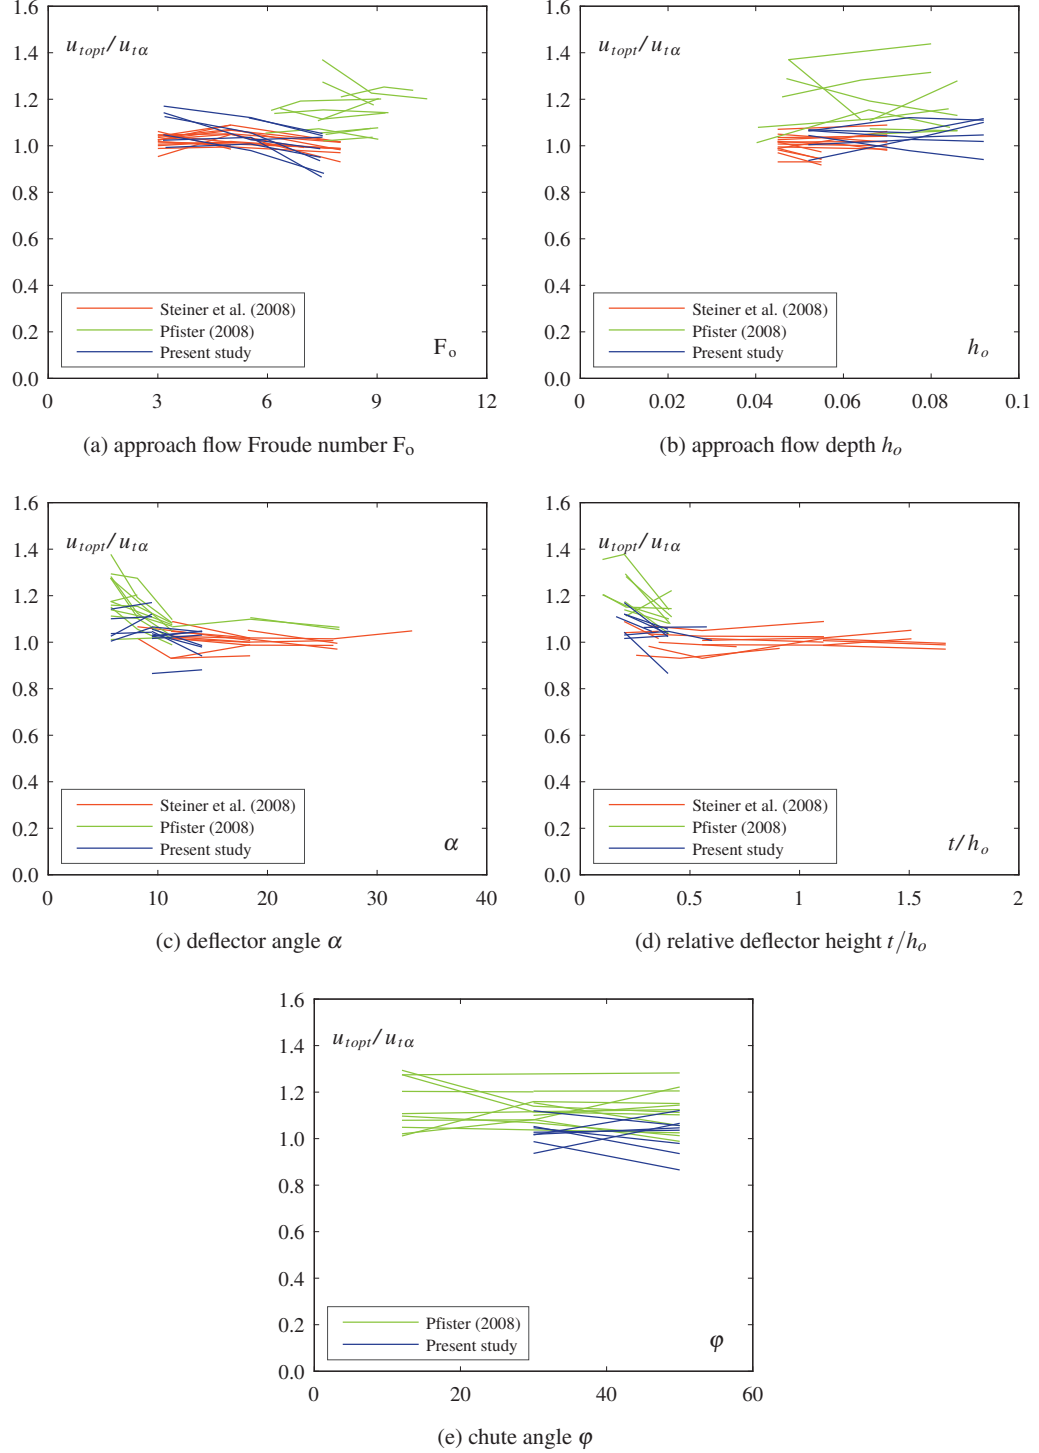 1.6
1.4
1.2
1.0
0.8
0.6
0.4
0.2
0.0
u_topt/u_tα
Steiner et al. (2008)
Pfister (2008)
Present study
F_o
0 3 6 9 12
(a) approach flow Froude number F_o
1.6
1.4
1.2
1.0
0.8
0.6
0.4
0.2
0.0
u_topt/u_tα
Steiner et al. (2008)
Pfister (2008)
Present study
h_o
0 0.02 0.04 0.06 0.08 0.1
(b) approach flow depth h_o
1.6
1.4
1.2
1.0
0.8
0.6
0.4
0.2
0.0
u_topt/u_tα
Steiner et al. (2008)
Pfister (2008)
Present study
α
0 10 20 30 40
(c) deflector angle α
1.6
1.4
1.2
1.0
0.8
0.6
0.4
0.2
0.0
u_topt/u_tα
Steiner et al. (2008)
Pfister (2008)
Present study
t/h_o
0 0.5 1 1.5 2
(d) relative deflector height t/h_o
1.6
1.4
1.2
1.0
0.8
0.6
0.4
0.2
0.0
u_topt/u_tα
Pfister (2008)
Present study
φ
0 20 40 60
(e) chute angle φ